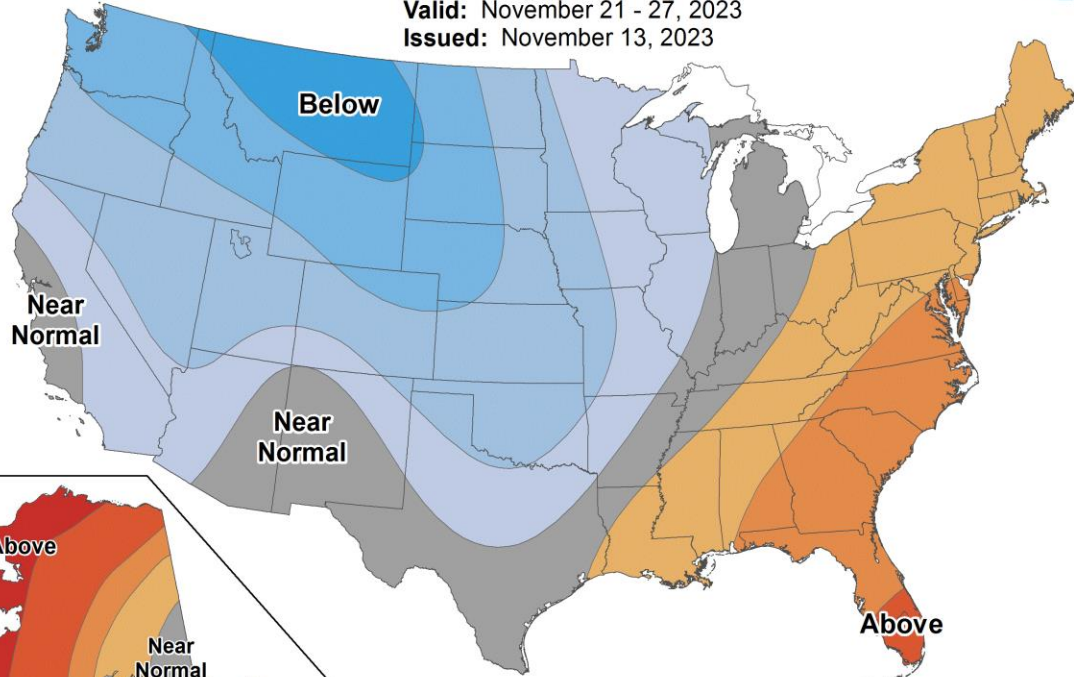 Valid: November 21 - 27, 2023
Issued: November 13, 2023
Below
Near
Normal
Near
Normal
Above
Above
Near
Normal